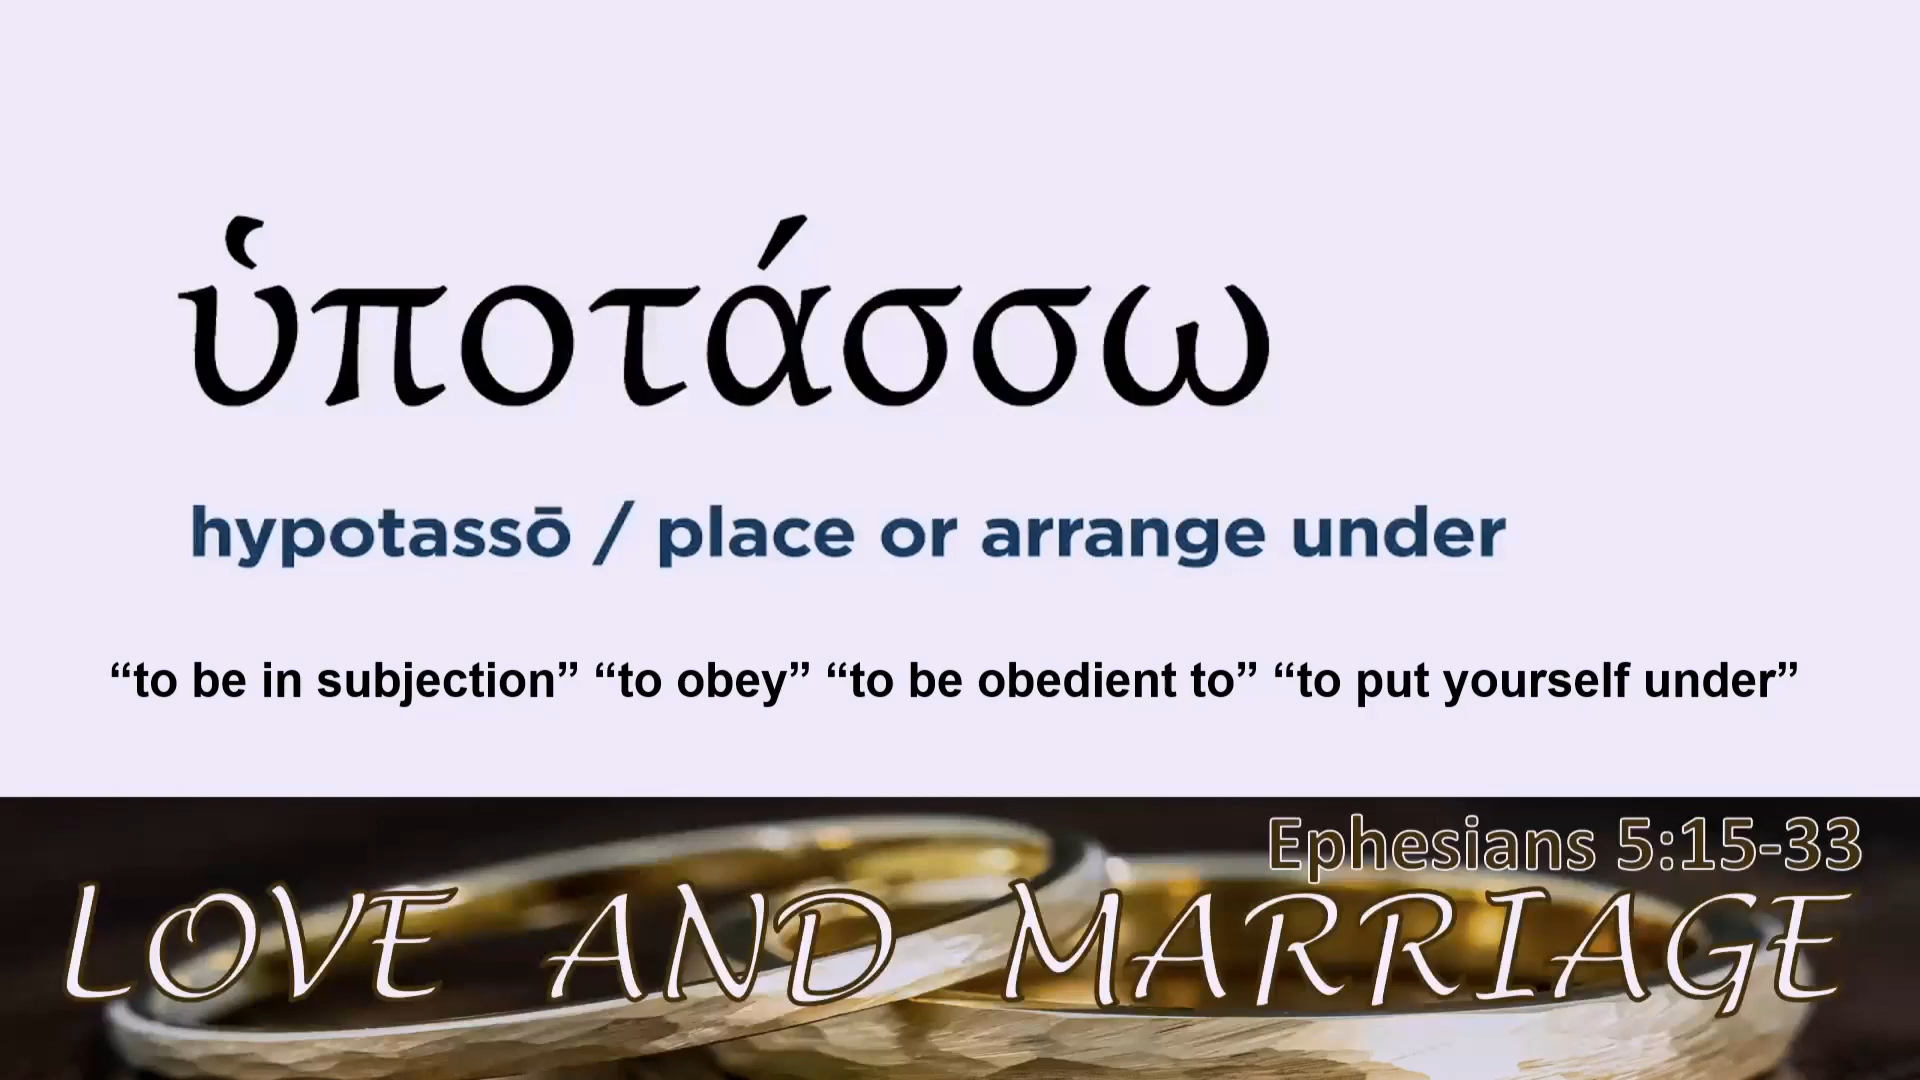 ὑποτάσσω
hypotassō / place or arrange under
“to be in subjection” “to obey” “to be obedient to” “to put yourself under”
Ephesians 5:15-33
LOVE AND MARRIAGE